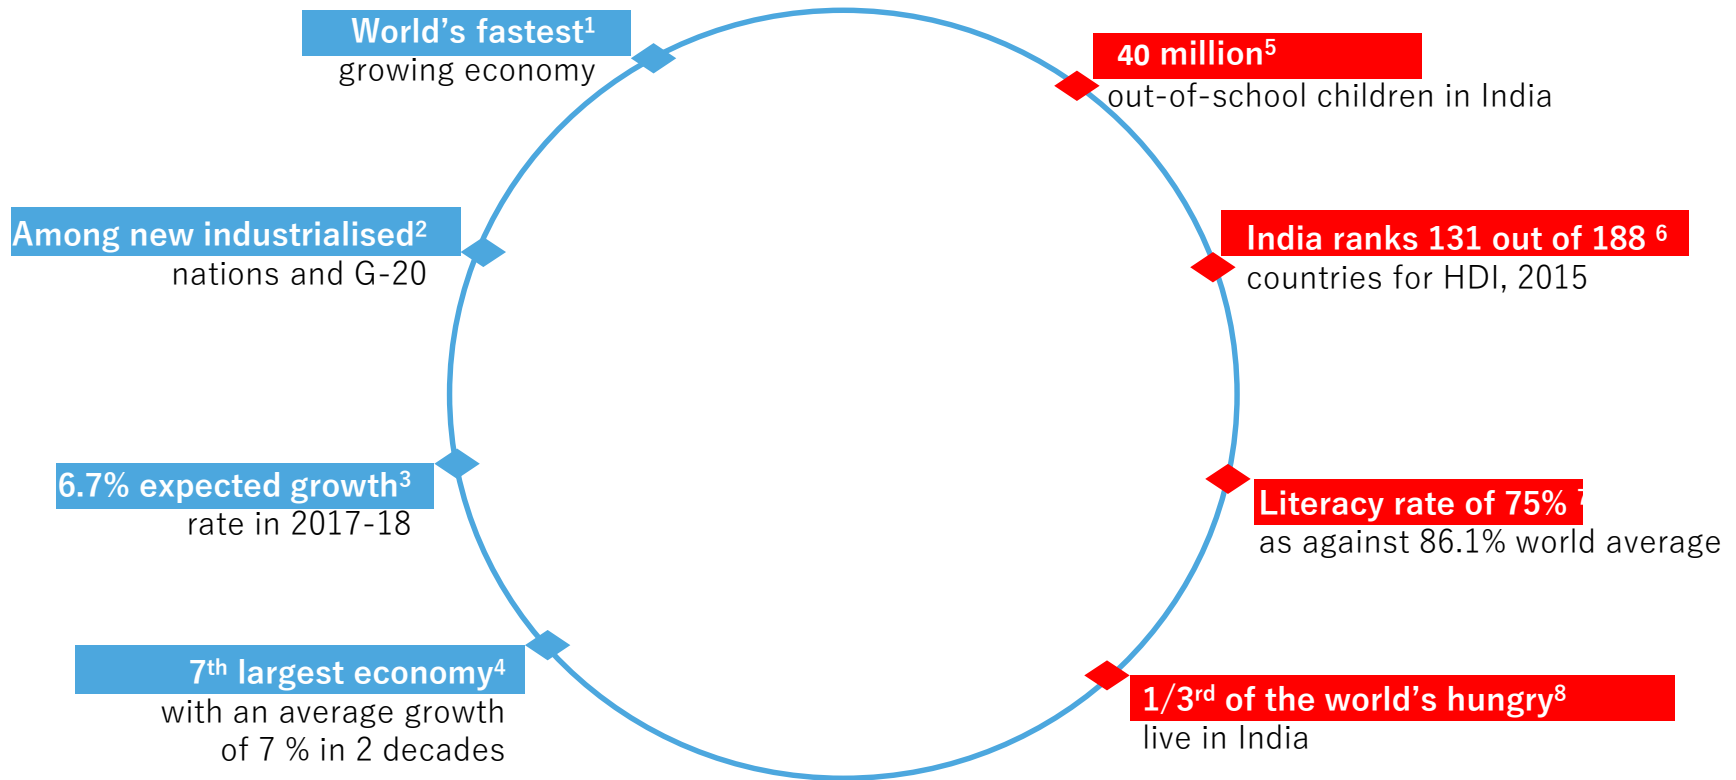 World’s fastest¹
growing economy
Among new industrialised²
nations and G-20
6.7% expected growth³
rate in 2017-18
7ᵗʰ largest economy⁴
with an average growth
of 7 % in 2 decades
40 million⁵
out-of-school children in India
India ranks 131 out of 188 ⁶
countries for HDI, 2015
Literacy rate of 75% ⁷
as against 86.1% world average
1/3ʳᵈ of the world’s hungry⁸
live in India